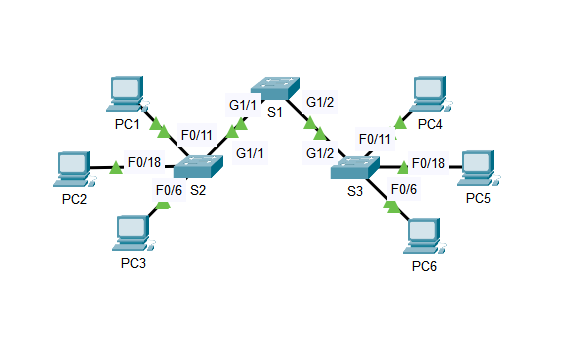 G1/1
S1
G1/2
PC1
F0/11
PC4
F0/11
G1/1
G1/2
F0/18
F0/18
PC2
F0/6
S2
S3
F0/6
PC5
PC3
PC6